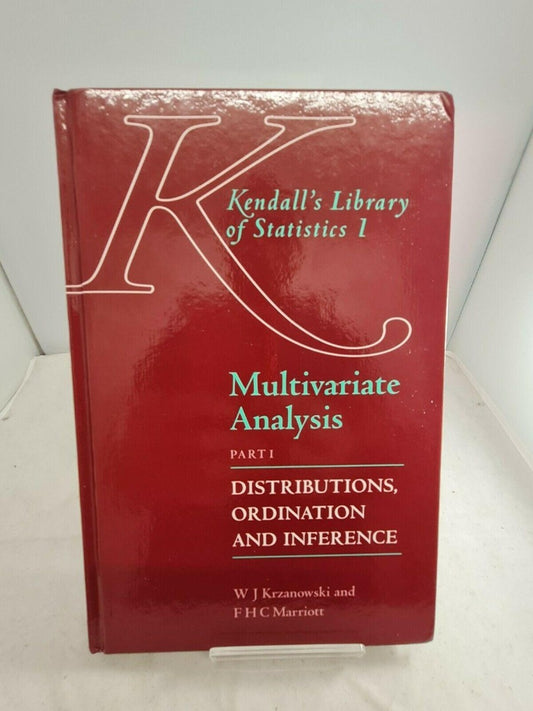 K
Kendall's Library
of Statistics 1
Multivariate
Analysis
PART I
DISTRIBUTIONS,
ORDINATION
AND INFERENCE
W J Krzanowski and
F H C Marriott